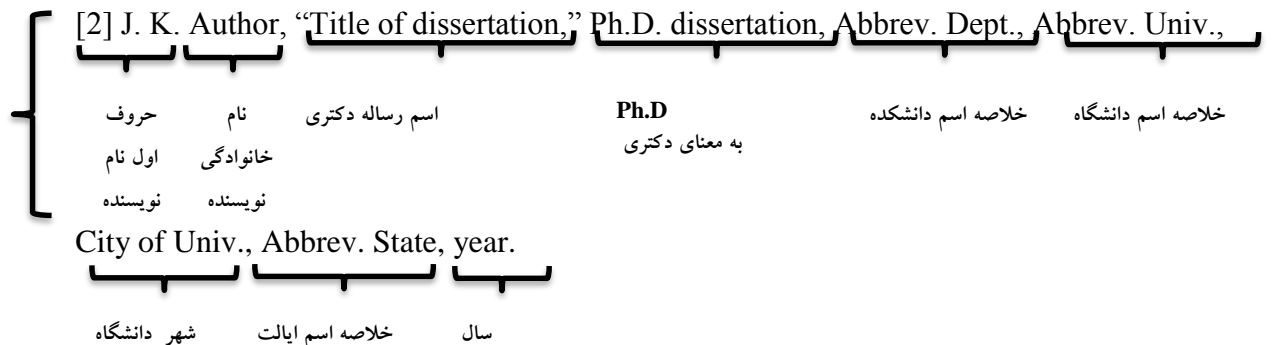 [2] J. K. Author, “Title of dissertation,” Ph.D. dissertation, Abbrev. Dept., Abbrev. Univ.,
حروف اول نام نویسنده
نام خانوادگی نویسنده
اسم رساله دکتری
Ph.D
به معنای دکتری
خلاصه اسم دانشکده
خلاصه اسم دانشگاه
City of Univ., Abbrev. State, year.
شهر دانشگاه
خلاصه اسم ایالت
سال